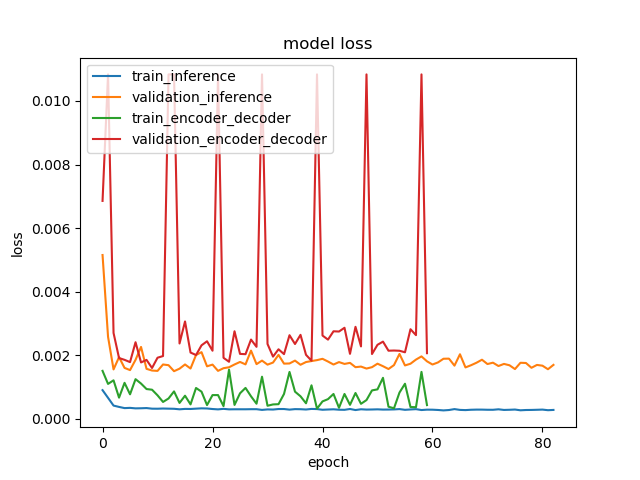 model loss
train_inference
validation_inference
train_encoder_decoder
validation_encoder_decoder
0.010
0.008
0.006
0.004
0.002
0.000
loss
0 20 40 60 80
epoch